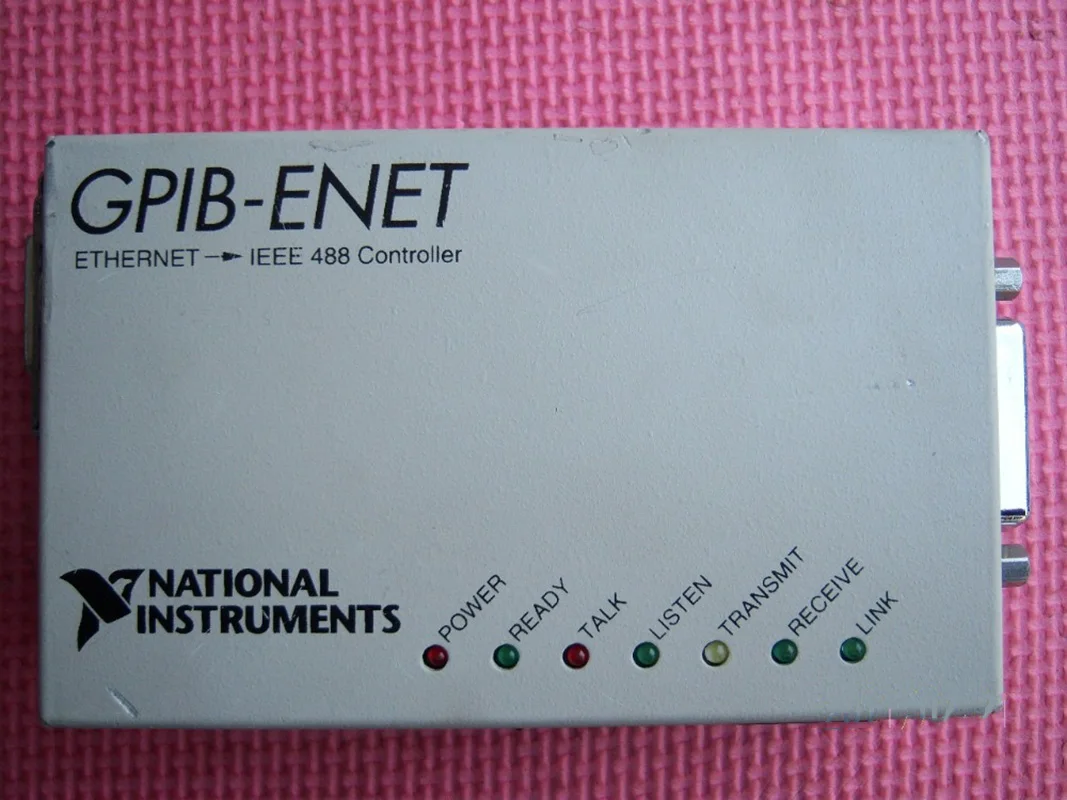 GPIB-ENET
ETHERNET → IEEE 488 Controller
NATIONAL
INSTRUMENTS
POWER
READY
TALK
LISTEN
TRANSMIT
RECEIVE
LINK